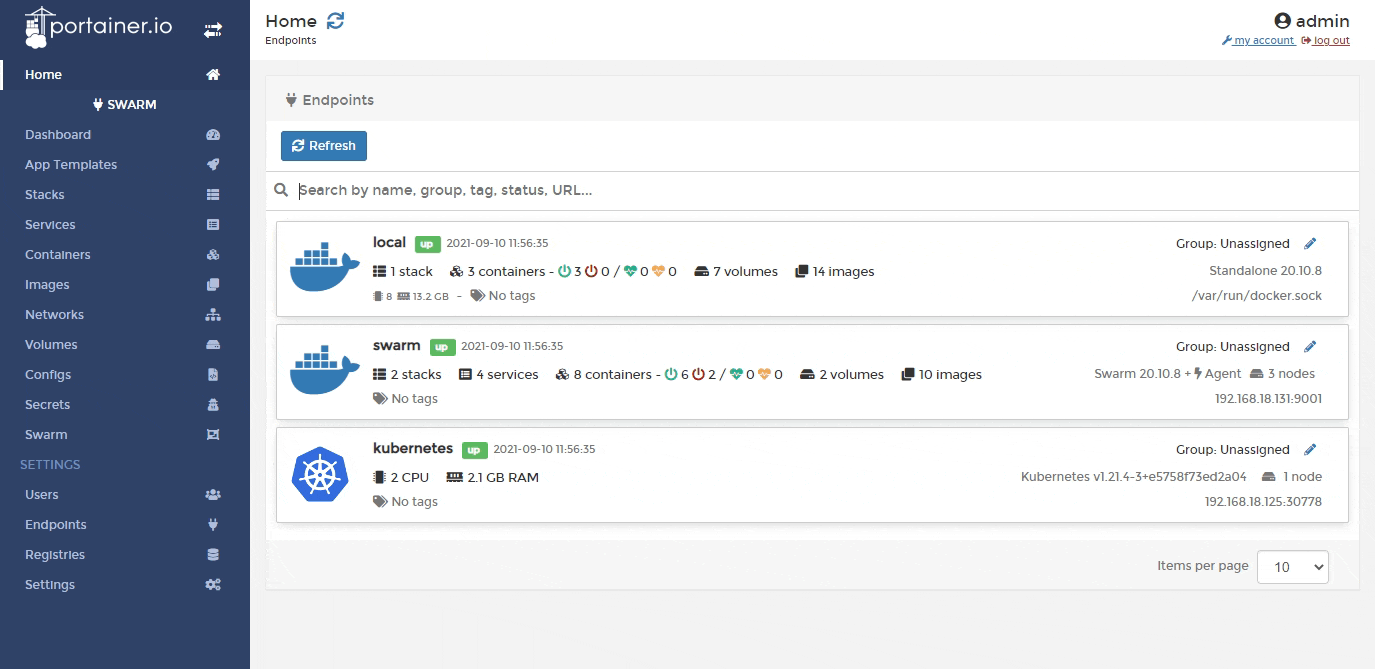 portainer.io
Home
SWARM
Dashboard
App Templates
Stacks
Services
Containers
Images
Networks
Volumes
Configs
Secrets
Swarm
SETTINGS
Users
Endpoints
Registries
Settings
Home
Endpoints
admin
my account log out
Endpoints
Refresh
Search by name, group, tag, status, URL...
local up 2021-09-10 11:56:35 Group: Unassigned
1 stack 3 containers - 3 0 / 0 0 7 volumes 14 images Standalone 20.10.8
8 13.2 GB - No tags /var/run/docker.sock
swarm up 2021-09-10 11:56:35 Group: Unassigned
2 stacks 4 services 8 containers - 6 2 / 0 0 2 volumes 10 images Swarm 20.10.8 + Agent 3 nodes
No tags 192.168.18.131:9001
kubernetes up 2021-09-10 11:56:35 Group: Unassigned
2 CPU 2.1 GB RAM Kubernetes v1.21.4-3+e5758f73ed2a04 1 node
No tags 192.168.18.125:30778
Items per page 10